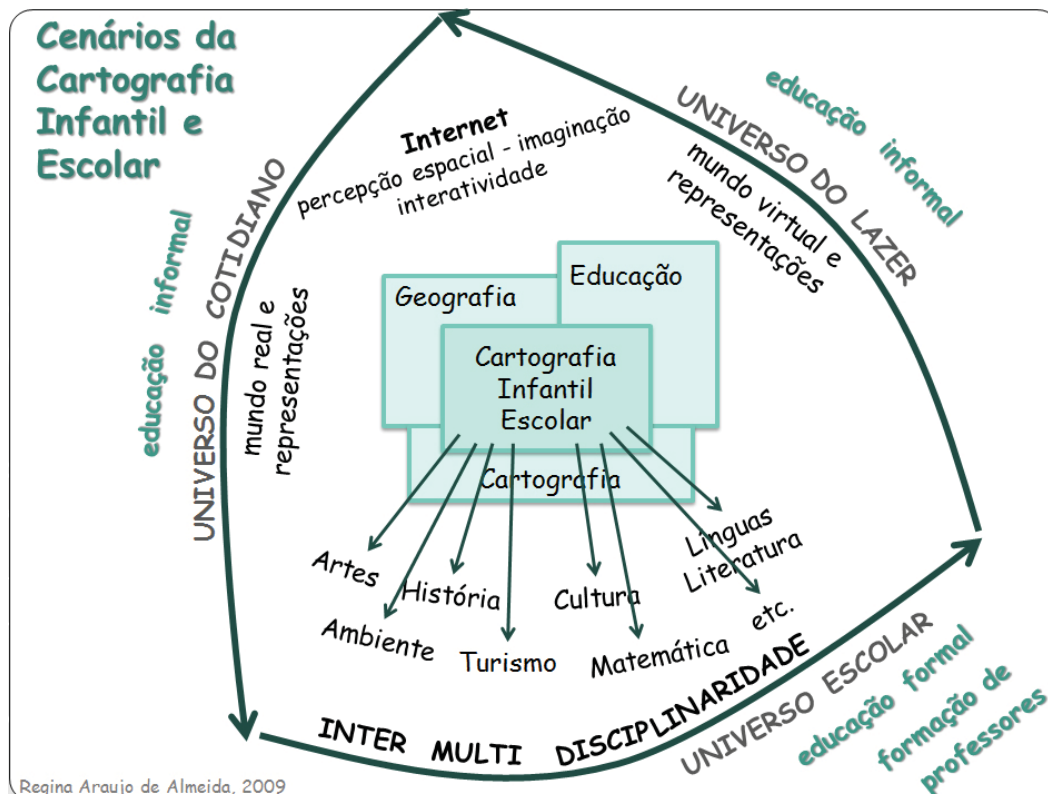 Cenários da
Cartografia
Infantil e
Escolar
educação informal
UNIVERSO DO COTIDIANO
mundo real e
representações
Internet
percepção espacial - imaginação
interatividade
educação informal
UNIVERSO DO LAZER
mundo virtual e
representações
Geografia
Educação
Cartografia
Infantil
Escolar
Cartografia
Artes
Ambiente
História
Turismo
Cultura
Matemática
Línguas
Literatura
etc.
INTER MULTI DISCIPLINARIDADE
UNIVERSO ESCOLAR
educação formal
formação de
professores
Regina Araujo de Almeida, 2009